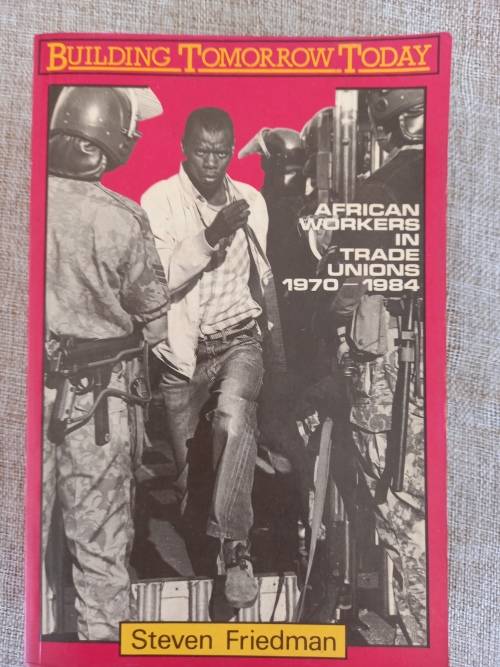 BUILDING TOMORROW TODAY
AFRICAN
WORKERS
IN
TRADE
UNIONS
1970 – 1984
Steven Friedman